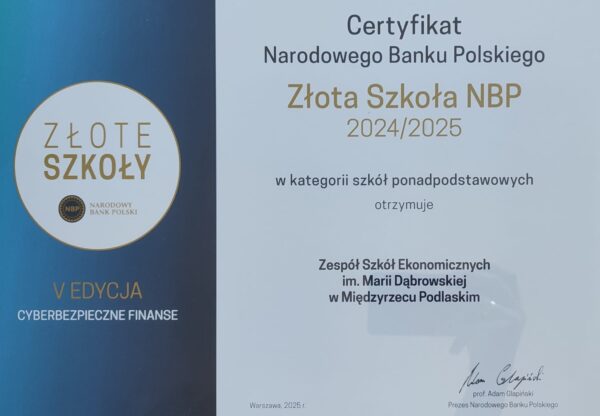 ZŁOTE
SZKOŁY
NBP
NARODOWY
BANK POLSKI
V EDYCJA
CYBERBEZPIECZNE FINANSE
Certyfikat
Narodowego Banku Polskiego
Złota Szkoła NBP
2024/2025
w kategorii szkół ponadpodstawowych
otrzymuje
Zespół Szkół Ekonomicznych
im. Marii Dąbrowskiej
w Międzyrzecu Podlaskim
Adam Glapiński
prof. Adam Glapiński
Warszawa, 2025 r.
Prezes Narodowego Banku Polskiego